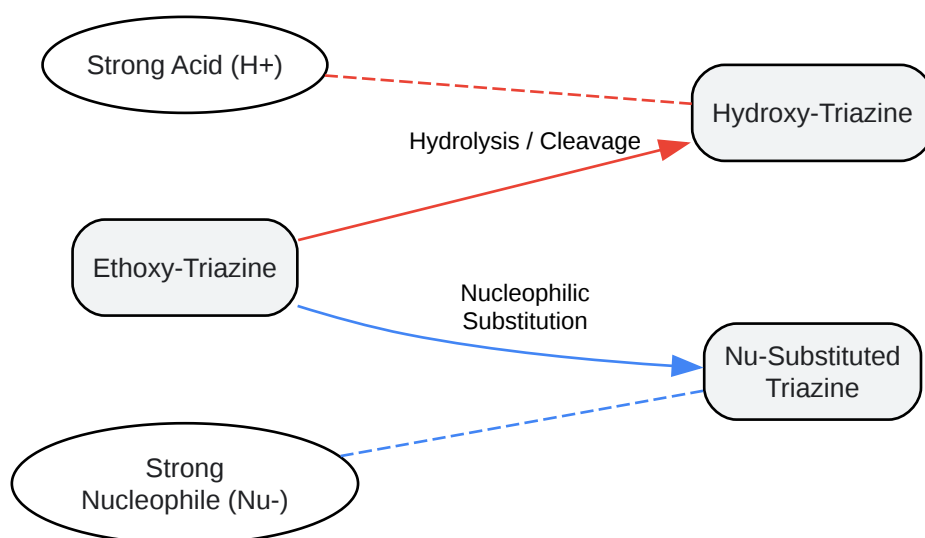 Strong Acid (H+)
Hydroxy-Triazine
Hydrolysis / Cleavage
Ethoxy-Triazine
Nucleophilic
Substitution
Nu-Substituted
Triazine
Strong
Nucleophile (Nu-)